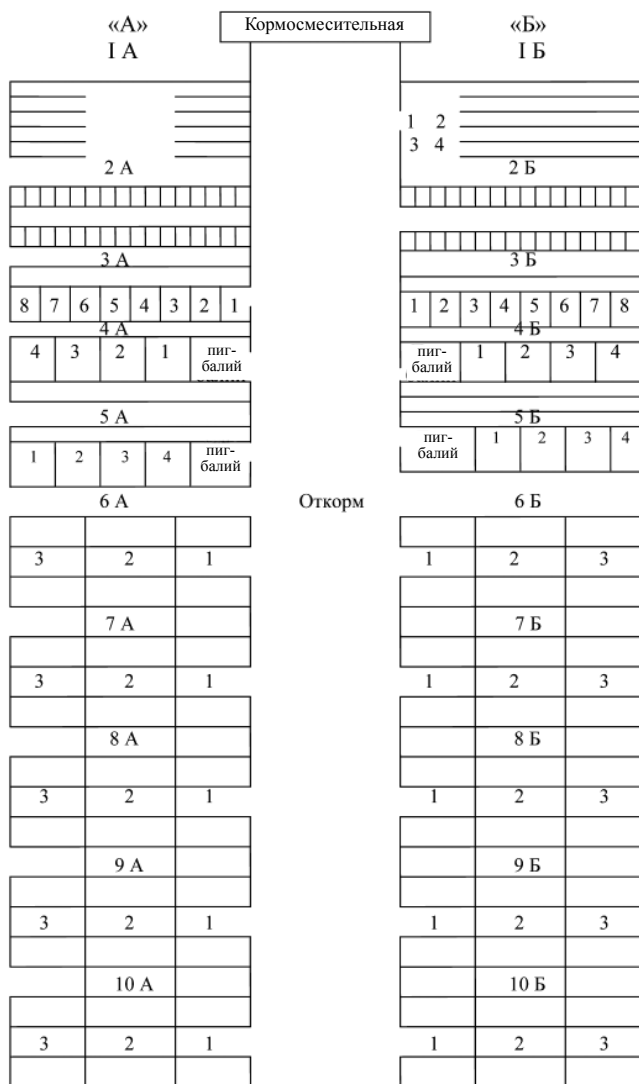 «А» Кормосмесительная «Б»
I А I Б
1 2
3 4
2 А 2 Б
3 А 3 Б
8 7 6 5 4 3 2 1 1 2 3 4 5 6 7 8
4 А 4 Б
4 3 2 1 пиг-
балий
пиг-
балий
1 2 3 4
5 А 5 Б
1 2 3 4 пиг-
балий
пиг-
балий
1 2 3 4
6 А Откорм 6 Б
3 2 1 1 2 3
7 А 7 Б
3 2 1 1 2 3
8 А 8 Б
3 2 1 1 2 3
9 А 9 Б
3 2 1 1 2 3
10 А 10 Б
3 2 1 1 2 3